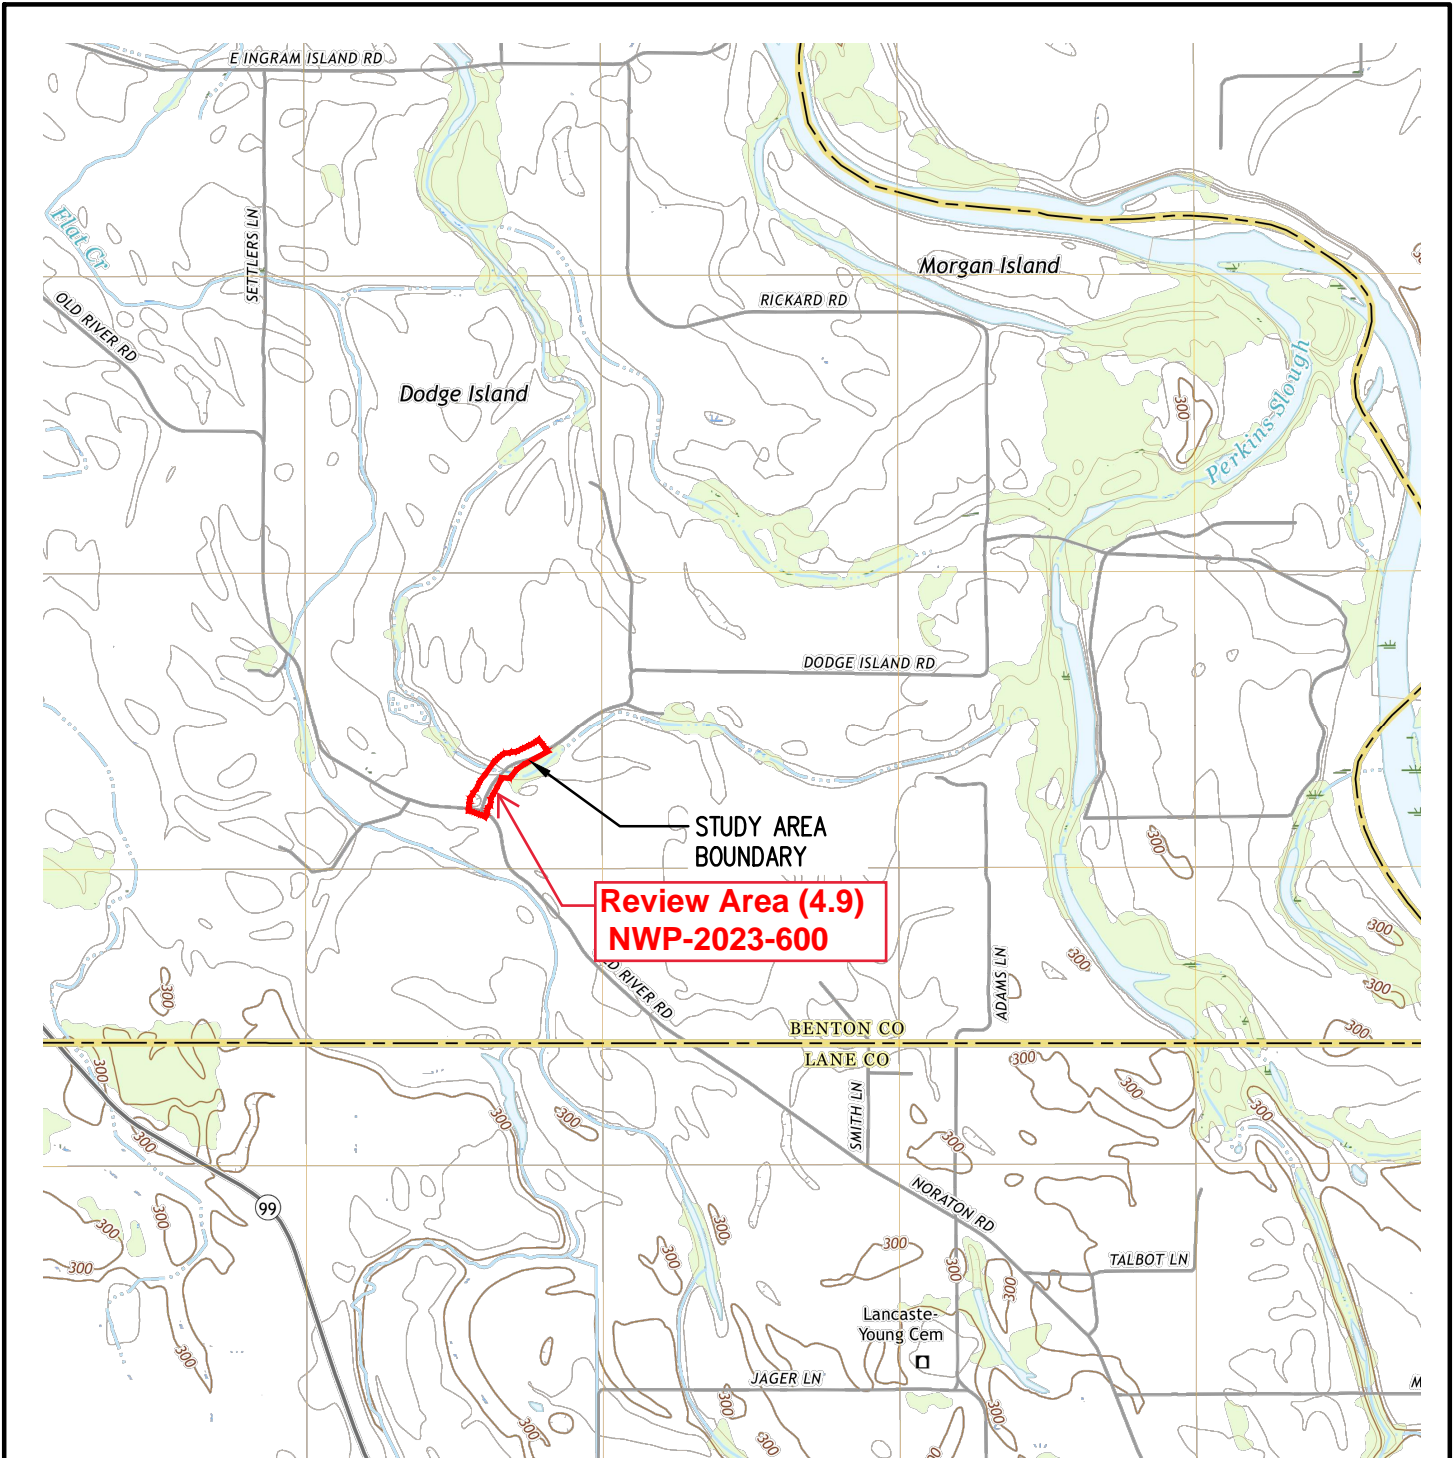 E INGRAM ISLAND RD
Flat Cr
SETTLERS LN
OLD RIVER RD
Morgan Island
RICKARD RD
Dodge Island
Perkins Slough
300
DODGE ISLAND RD
STUDY AREA
BOUNDARY
300
Review Area (4.9)
NWP-2023-600
300
300
300
300
ADAMS LN
LD RIVER RD
BENTON CO
LANE CO
300
300
300
300
300
300
300
SMITH LN
300
300
99
NORATON RD
300
300
300
300
300
300
TALBOT LN
300
300
300
Lancaste-
Young Cem
300
JAGER LN
M
300
300
300
300
300